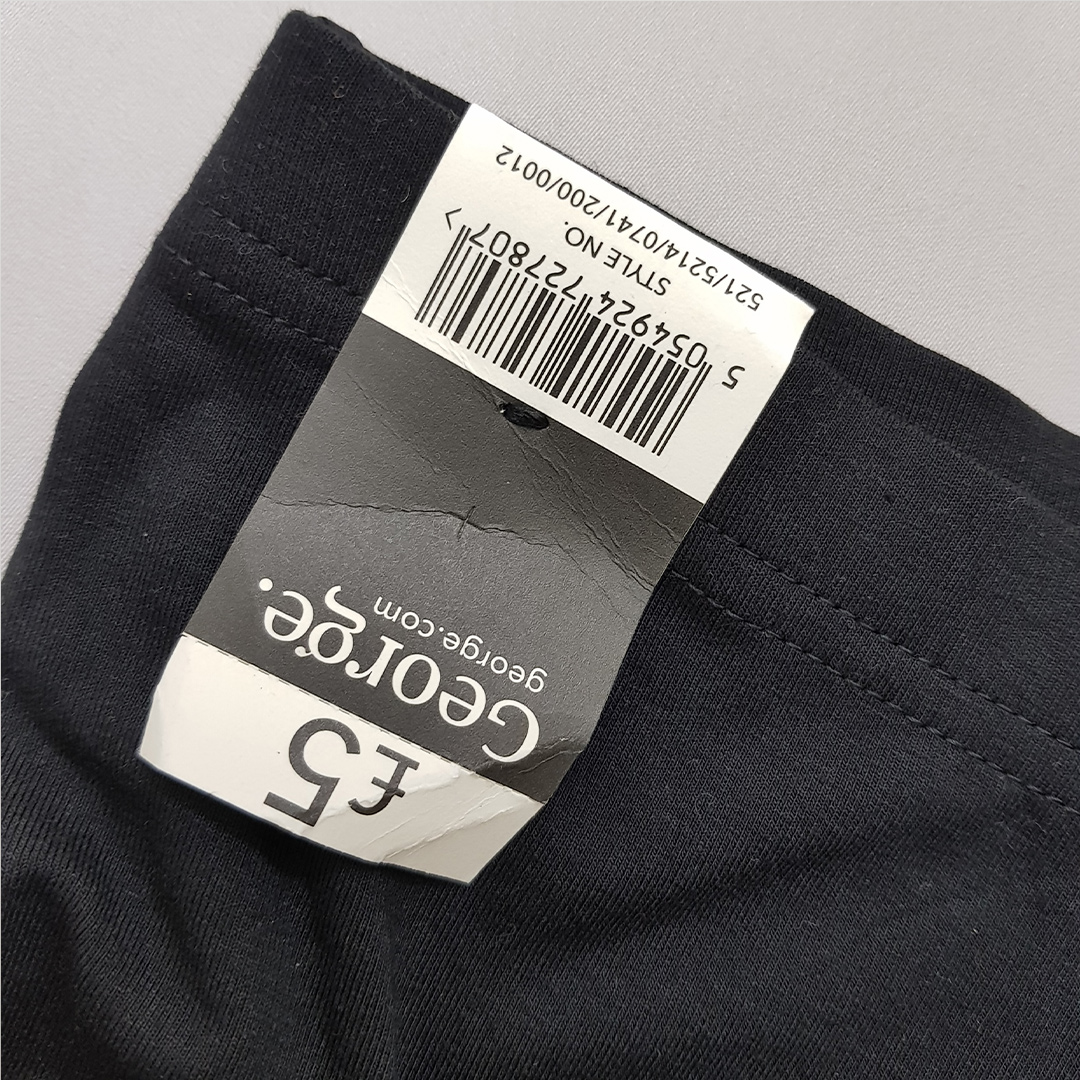 £5
George.
george.com
5 054924 727807 >
STYLE NO.
521/5214/0741/200/0012